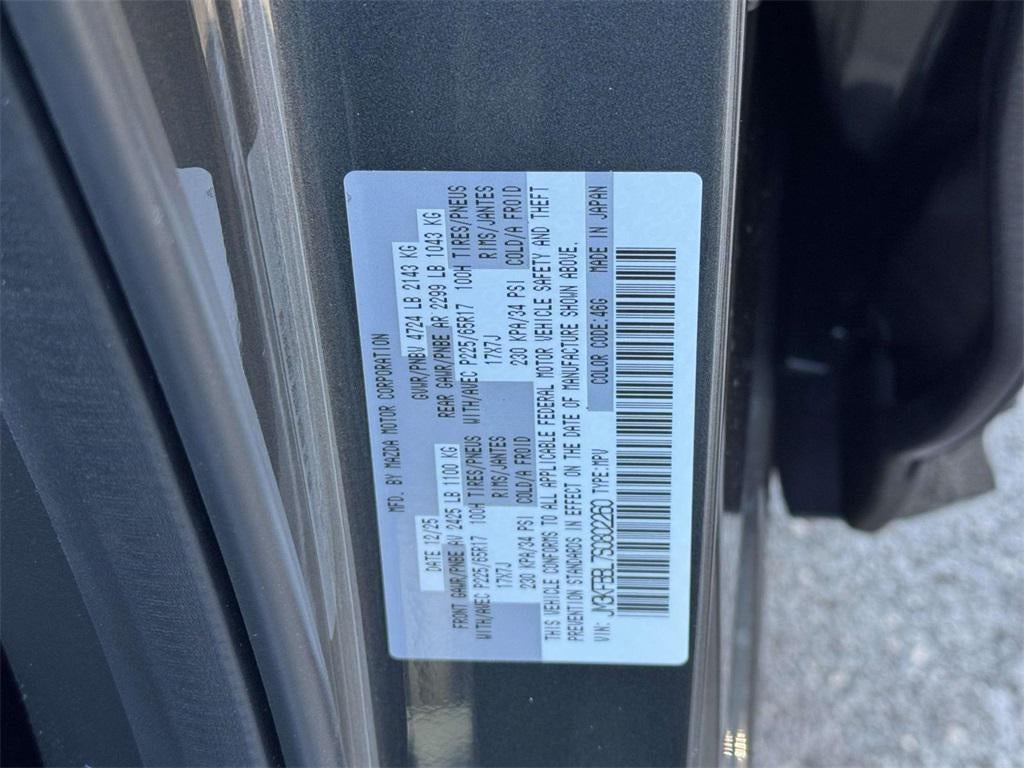 MFD. BY MAZDA MOTOR CORPORATION
DATE 12/25 GVWR/PNBV 4724 LB 2143 KG
FRONT GAWR/PNBE AV 2425 LB 1100 KG REAR GAWR/PNBE AR 2299 LB 1043 KG
WITH/AVEC P225/65R17 100H TIRES/PNEUS WITH/AVEC P225/65R17 100H TIRES/PNEUS
17X7J RIMS/JANTES 17X7J RIMS/JANTES
230 KPA/34 PSI COLD/A FROID 230 KPA/34 PSI COLD/A FROID
THIS VEHICLE CONFORMS TO ALL APPLICABLE FEDERAL MOTOR VEHICLE SAFETY AND THEFT
PREVENTION STANDARDS IN EFFECT ON THE DATE OF MANUFACTURE SHOWN ABOVE.
VIN: JM3KFBBL7S0802260 TYPE:MPV COLOR CODE:46G MADE IN JAPAN